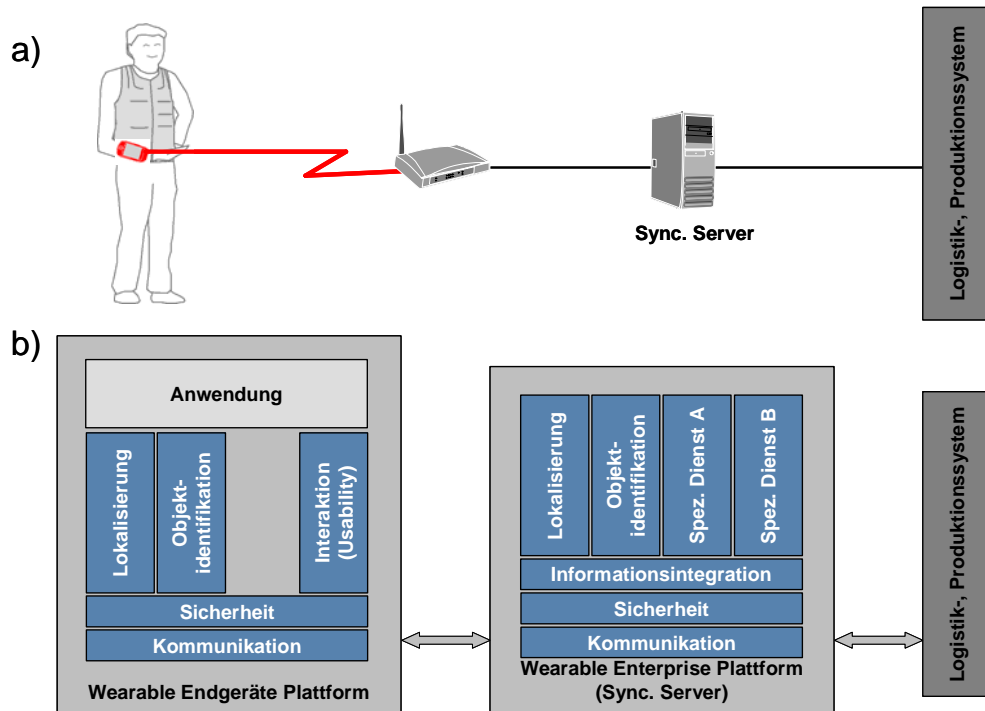 a)
Sync. Server
Logistik-, Produktionssystem
b)
Anwendung
Lokalisierung
Objekt-
identifikation
Interaktion
(Usability)
Sicherheit
Kommunikation
Wearable Endgeräte Plattform
Lokalisierung
Objekt-
identifikation
Spez. Dienst A
Spez. Dienst B
Informationsintegration
Sicherheit
Kommunikation
Wearable Enterprise Plattform
(Sync. Server)
Logistik-, Produktionssystem